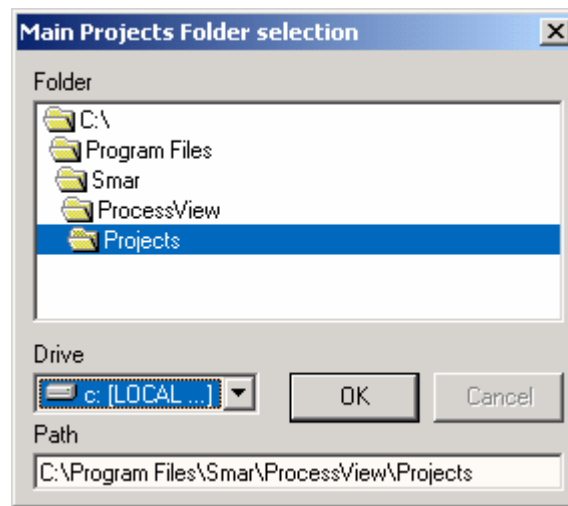 Main Projects Folder selection
Folder
C:\
Program Files
Smar
ProcessView
Projects
Drive
c: [LOCAL ...]
OK
Cancel
Path
C:\Program Files\Smar\ProcessView\Projects